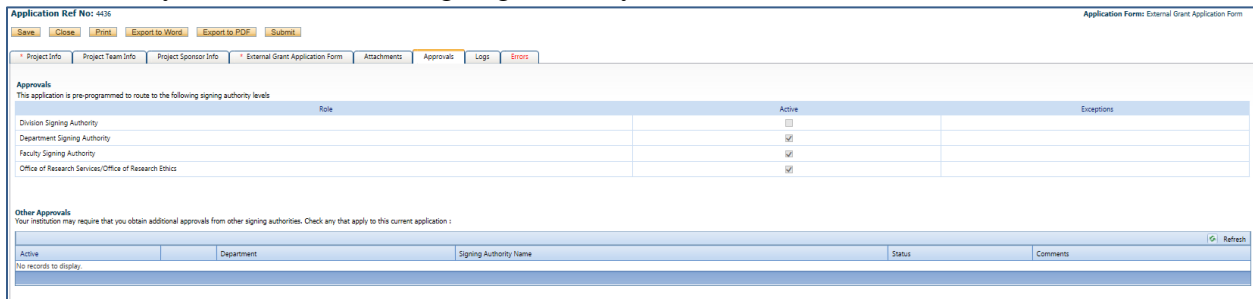 Application Ref No: 4436 Application Form: External Grant Application Form
Save Close Print Export to Word Export to PDF Submit
* Project Info Project Team Info Project Sponsor Info * External Grant Application Form Attachments Approvals Logs Errors
Approvals
This application is pre-programmed to route to the following signing authority levels
Role Active Exceptions
Division Signing Authority
Department Signing Authority
Faculty Signing Authority
Office of Research Services/Office of Research Ethics
Other Approvals
Your institution may require that you obtain additional approvals from other signing authorities. Check any that apply to this current application :
Refresh
Active Department Signing Authority Name Status Comments
No records to display.